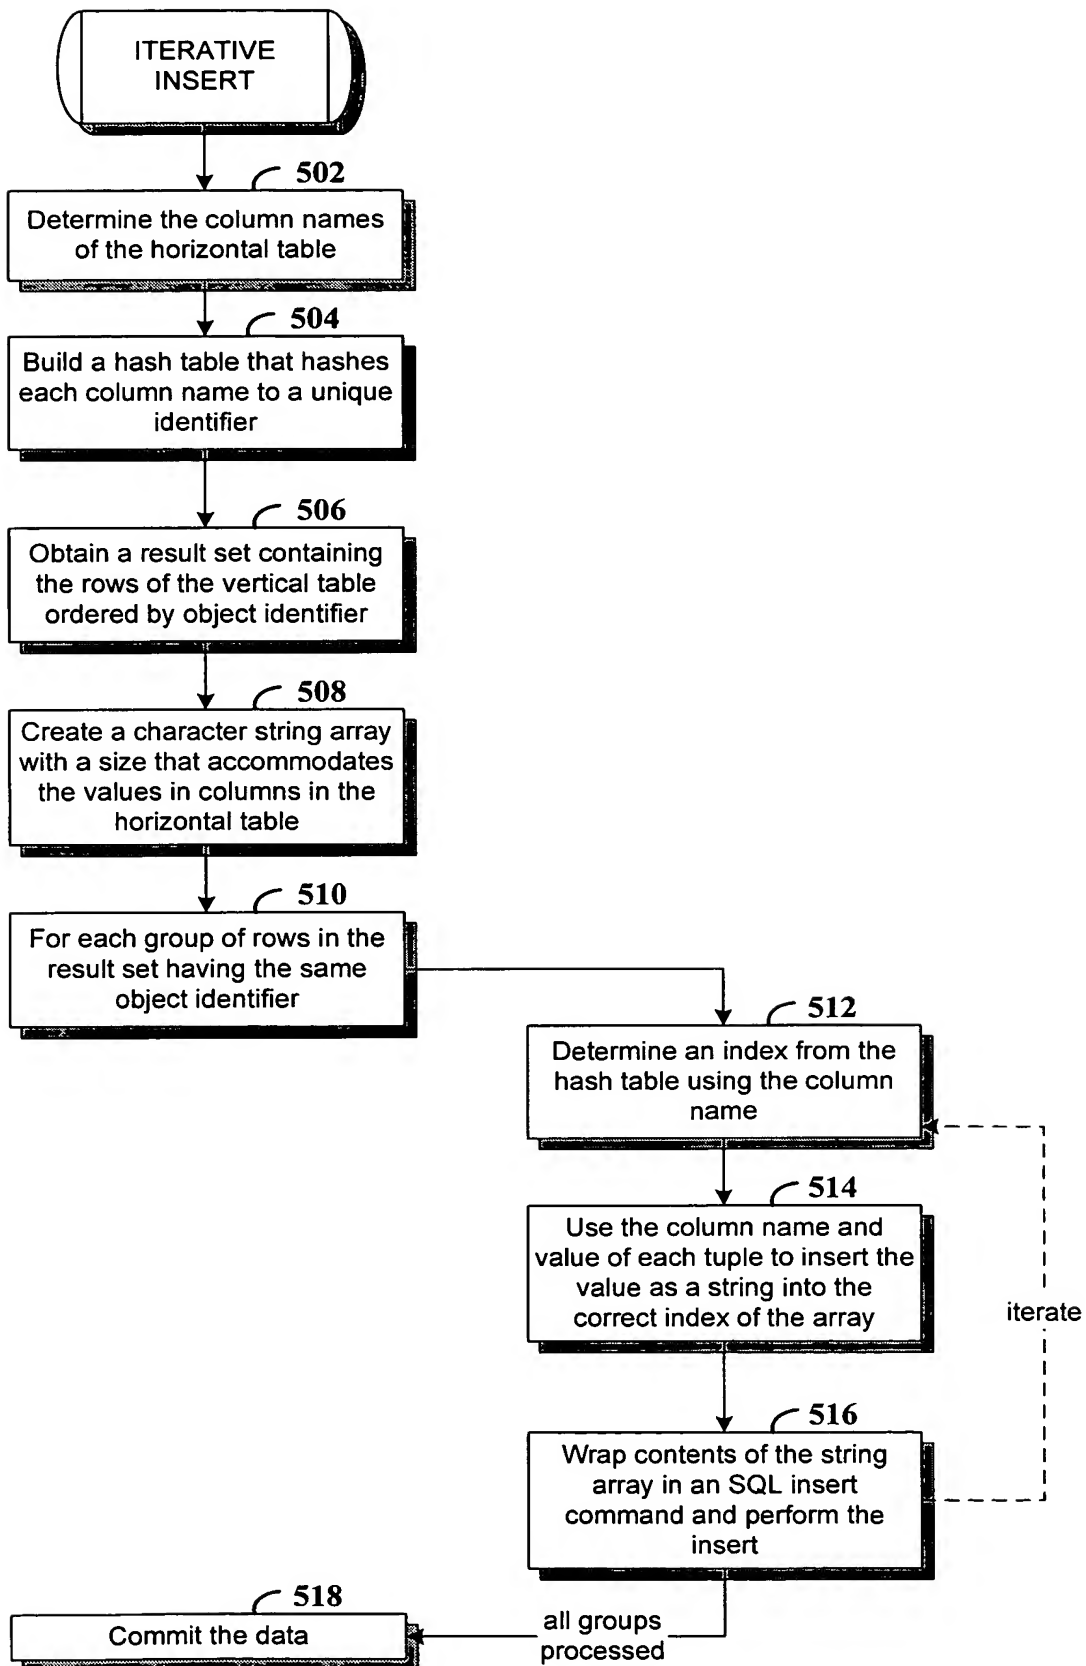 ITERATIVE
INSERT
502
Determine the column names
of the horizontal table
504
Build a hash table that hashes
each column name to a unique
identifier
506
Obtain a result set containing
the rows of the vertical table
ordered by object identifier
508
Create a character string array
with a size that accommodates
the values in columns in the
horizontal table
510
For each group of rows in the
result set having the same
object identifier
512
Determine an index from the
hash table using the column
name
514
Use the column name and
value of each tuple to insert the
value as a string into the
correct index of the array
iterate
516
Wrap contents of the string
array in an SQL insert
command and perform the
insert
518
Commit the data
all groups
processed